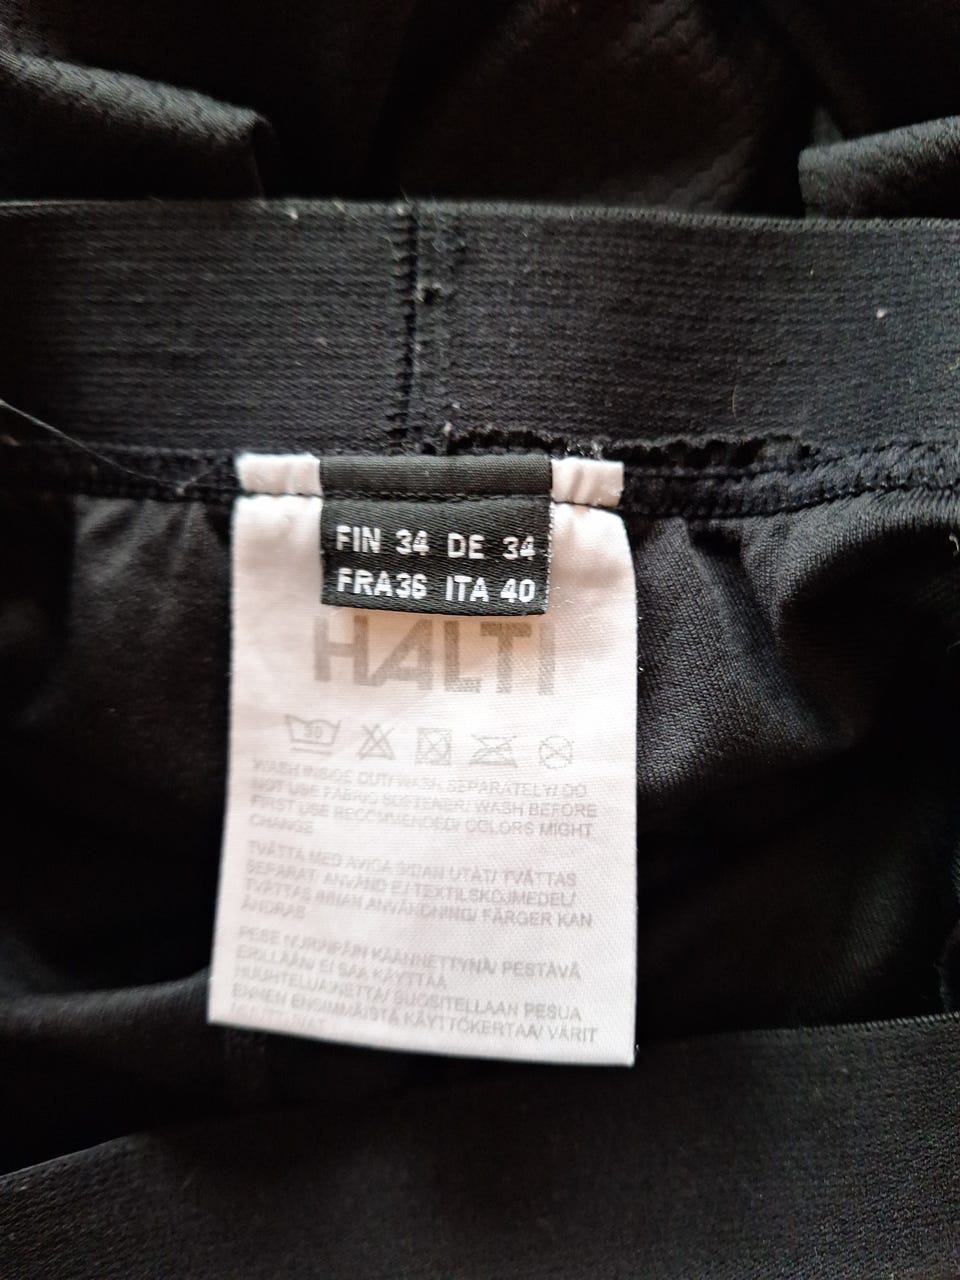 FIN 34 DE 34
FRA36 ITA 40
HALTI
30
WASH INSIDE OUT/WASH SEPARATELY/ DO
NOT USE FABRIC SOFTENER/ WASH BEFORE
FIRST USE RECOMMENDED/ COLORS MIGHT
CHANGE
TVÄTTA MED AVIGA SIDAN UTÅT/ TVÄTTAS
SEPARAT/ ANVÄND EJ TEXTILSKÖJMEDEL/
TVÄTTAS INNAN ANVÄNDNING/ FÄRGER KAN
ÄNDRAS
PESE NURINPÄIN KÄÄNNETTYNÄ/ PESTÄVÄ
ERILLÄÄN/ EI SAA KÄYTTÄÄ
HUUHTELUAINETTA/ SUOSITELLAAN PESUA
ENNEN ENSIMMÄISTÄ KÄYTTÖKERTAA/ VÄRIT